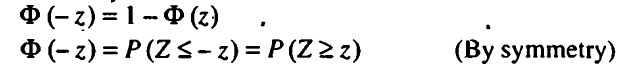 Φ (– z) = 1 – Φ (z) .
Φ (– z) = P (Z ≤ – z) = P (Z ≥ z) (By symmetry)